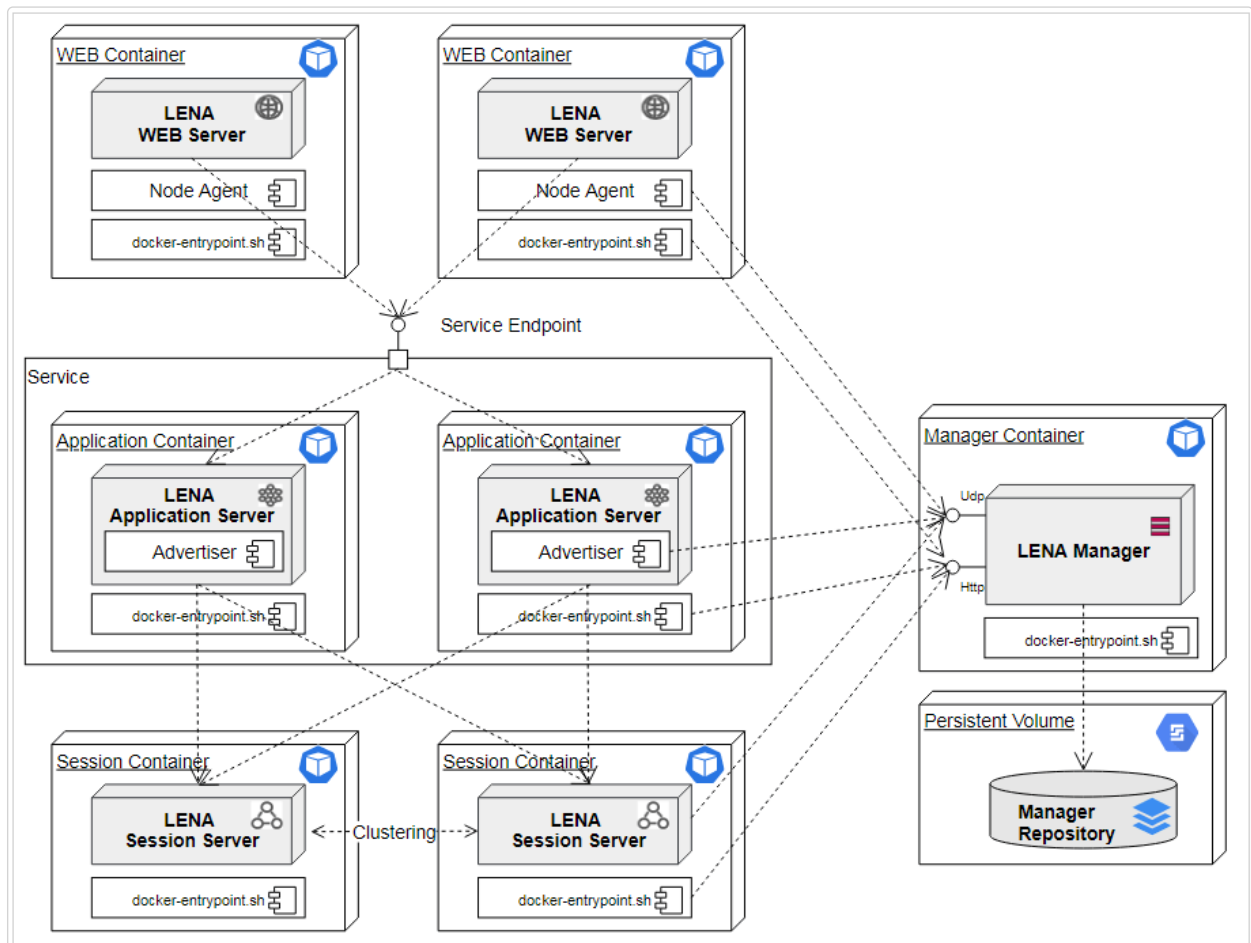 WEB Container
LENA
WEB Server
Node Agent
docker-entrypoint.sh
WEB Container
LENA
WEB Server
Node Agent
docker-entrypoint.sh
Service Endpoint
Service
Application Container
LENA
Application Server
Advertiser
docker-entrypoint.sh
Application Container
LENA
Application Server
Advertiser
docker-entrypoint.sh
Manager Container
Udp
LENA Manager
Http
docker-entrypoint.sh
Session Container
LENA
Session Server
docker-entrypoint.sh
Clustering
Session Container
LENA
Session Server
docker-entrypoint.sh
Persistent Volume
Manager
Repository